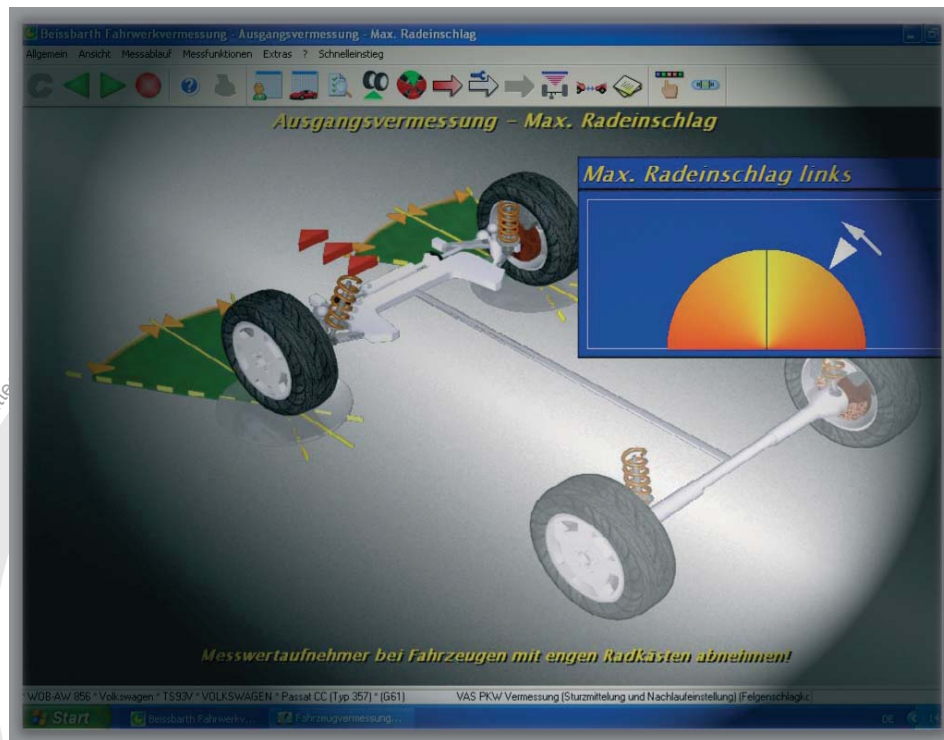 Beissbarth Fahrwerkvermessung - Ausgangsvermessung - Max. Radeinschlag
Allgemein Ansicht Messablauf Messfunktionen Extras ? Schnelleinstieg
Ausgangsvermessung - Max. Radeinschlag
Max. Radeinschlag links
Messwertaufnehmer bei Fahrzeugen mit engen Radkästen abnehmen!
* WOB-AW 856 * Volkswagen * TS93V * VOLKSWAGEN * Passat CC (Typ 357) * (G61) VAS PKW Vermessung (Sturzmittelung und Nachlaufeinstellung) (Felgenschlagk
Start Beissbarth Fahrwerkv... Fahrzeugvermessung... DE